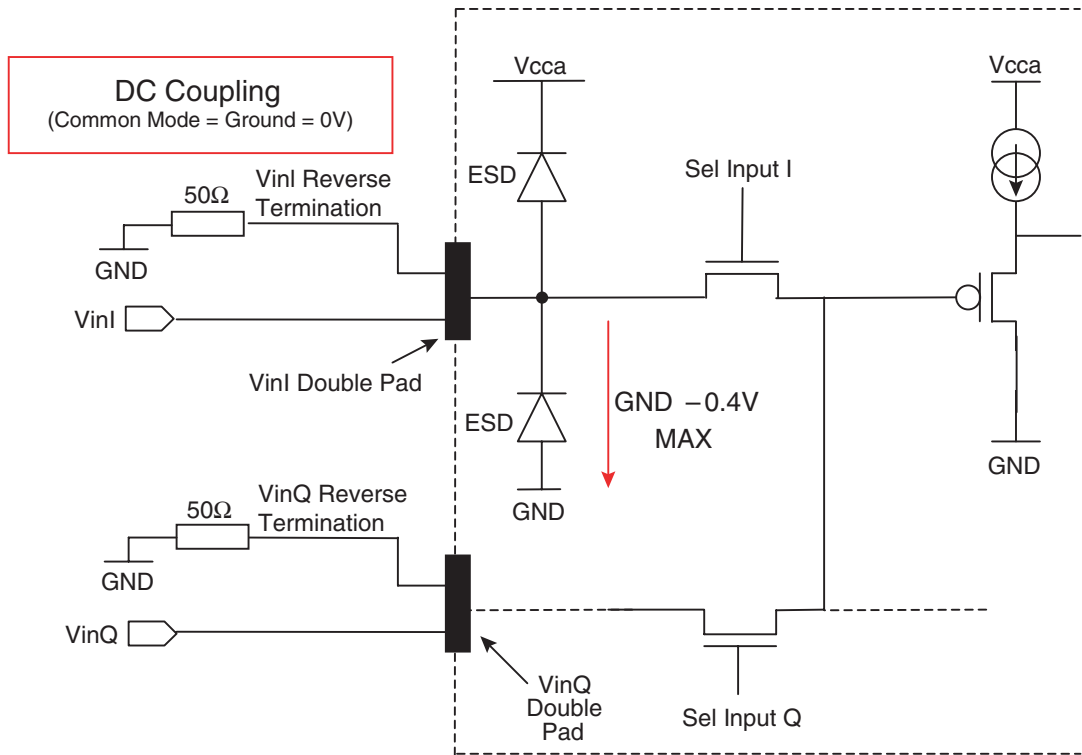 DC Coupling
(Common Mode = Ground = 0V)
Vcca
Vcca
ESD
Sel Input I
50Ω
VinI Reverse
Termination
GND
VinI
VinI Double Pad
ESD
GND −0.4V
MAX
GND
GND
50Ω
VinQ Reverse
Termination
GND
VinQ
VinQ
Double
Pad
Sel Input Q